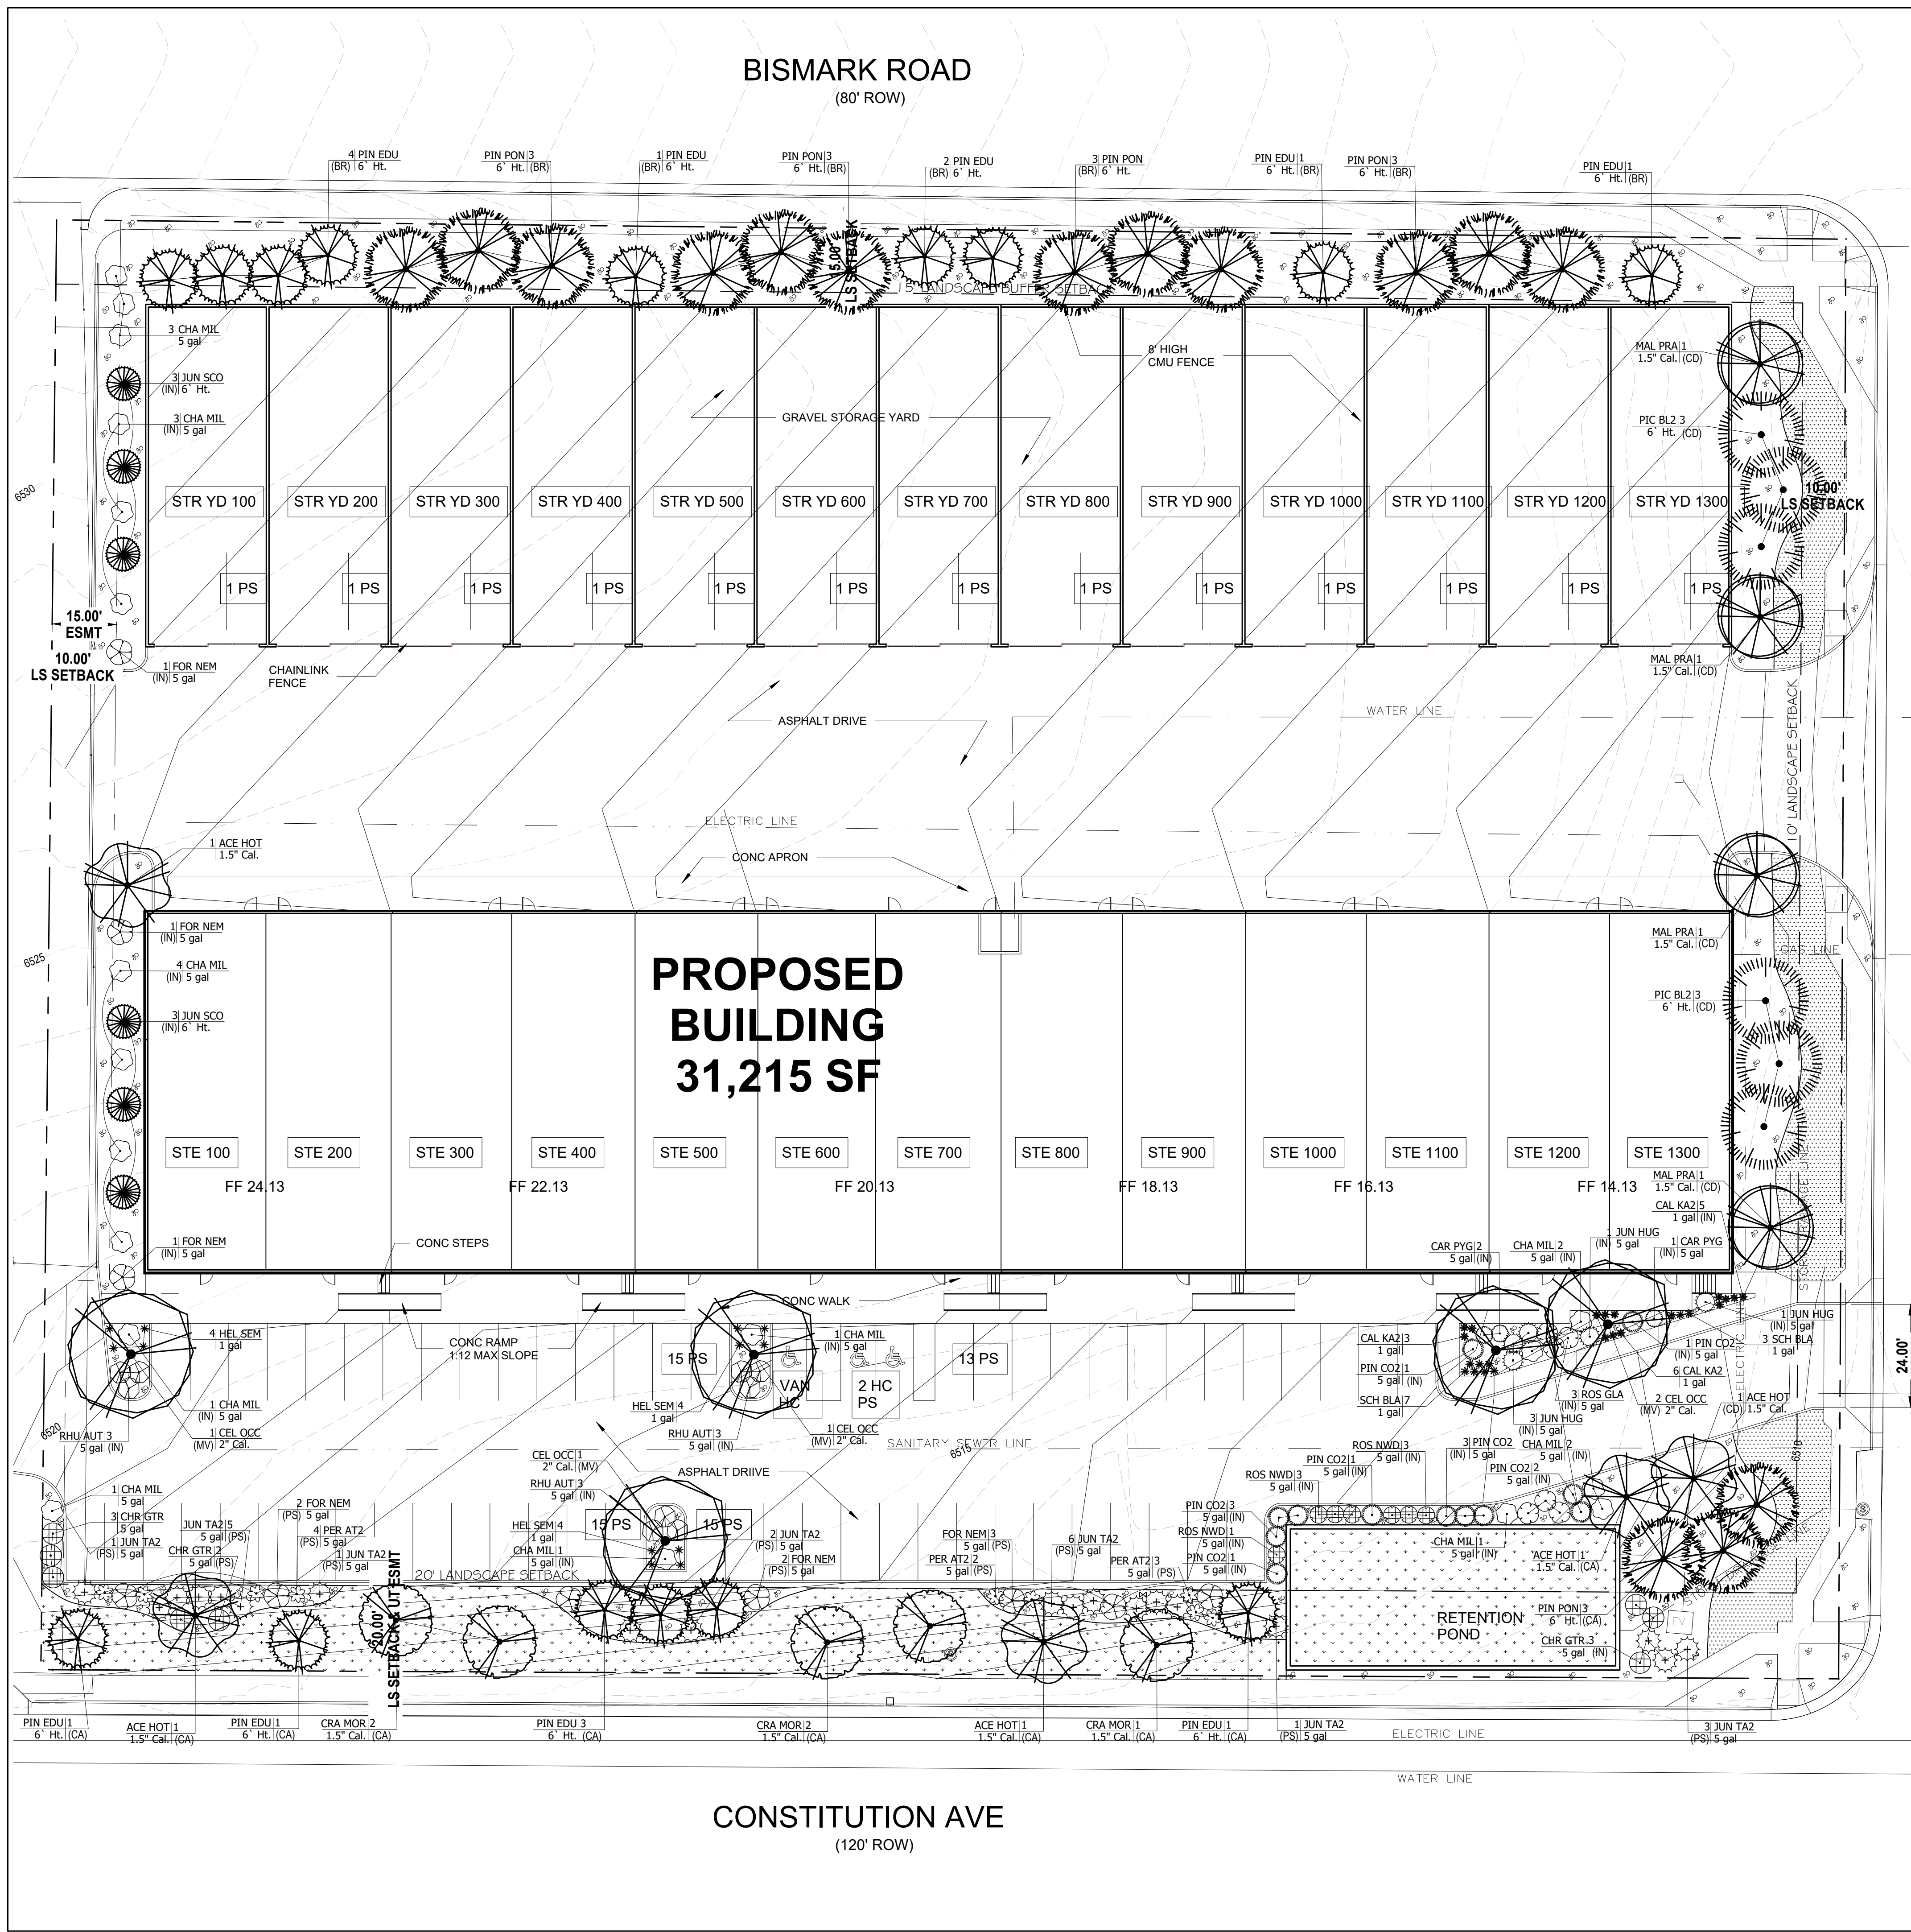 BISMARK ROAD
(80' ROW)
4 PIN EDU
(BR) 6` Ht.
PIN PON 3
6` Ht. (BR)
1 PIN EDU
(BR) 6` Ht.
PIN PON 3
6` Ht. (BR)
2 PIN EDU
(BR) 6` Ht.
3 PIN PON
(BR) 6` Ht.
PIN EDU 1
6` Ht. (BR)
PIN PON 3
6` Ht. (BR)
PIN EDU 1
6` Ht. (BR)
LS SETBACK
3 CHA MIL
5 gal
3 JUN SCO
(IN) 6` Ht.
3 CHA MIL
(IN) 5 gal
8' HIGH
CMU FENCE
GRAVEL STORAGE YARD
MAL PRA 1
1.5" Cal. (CD)
PIC BL2 3
6` Ht. (CD)
10.00'
LS SETBACK
6530
STR YD 100
STR YD 200
STR YD 300
STR YD 400
STR YD 500
STR YD 600
STR YD 700
STR YD 800
STR YD 900
STR YD 1000
STR YD 1100
STR YD 1200
STR YD 1300
1 PS
1 PS
1 PS
1 PS
1 PS
1 PS
1 PS
1 PS
1 PS
1 PS
1 PS
1 PS
1 PS
15.00'
ESMT
10.00'
LS SETBACK
1 FOR NEM
(IN) 5 gal
CHAINLINK
FENCE
MAL PRA 1
1.5" Cal. (CD)
ASPHALT DRIVE
WATER LINE
10' LANDSCAPE SETBACK
ELECTRIC LINE
1 ACE HOT
1.5" Cal.
CONC APRON
1 FOR NEM
(IN) 5 gal
4 CHA MIL
(IN) 5 gal
6525
3 JUN SCO
(IN) 6` Ht.
MAL PRA 1
1.5" Cal. (CD)
GAS LINE
PIC BL2 3
6` Ht. (CD)
PROPOSED
BUILDING
31,215 SF
STE 100
STE 200
STE 300
STE 400
STE 500
STE 600
STE 700
STE 800
STE 900
STE 1000
STE 1100
STE 1200
STE 1300
FF 24.13
FF 22.13
FF 20.13
FF 18.13
FF 16.13
FF 14.13
MAL PRA 1
1.5" Cal. (CD)
CAL KA2 5
1 gal (IN)
1 FOR NEM
(IN) 5 gal
CONC STEPS
CAR PYG 2
5 gal (IN)
CHA MIL 2
5 gal (IN)
1 JUN HUG
(IN) 5 gal
1 CAR PYG
(IN) 5 gal
CONC WALK
4 HEL SEM
1 gal
CONC RAMP
1:12 MAX SLOPE
1 CHA MIL
(IN) 5 gal
15 PS
13 PS
VAN
HC
2 HC
PS
CAL KA2 3
1 gal
PIN CO2 1
5 gal (IN)
SCH BLA 7
1 gal
1 JUN HUG
(IN) 5 gal
1 PIN CO2
(IN) 5 gal
3 SCH BLA
1 gal
6 CAL KA2
1 gal
ELECTRIC LINE
24.00'
1 CHA MIL
(IN) 5 gal
1 CEL OCC
(MV) 2" Cal.
RHU AUT 3
5 gal (IN)
6520
HEL SEM 4
1 gal
RHU AUT 3
5 gal (IN)
1 CEL OCC
(MV) 2" Cal.
3 ROS GLA
(IN) 5 gal
2 CEL OCC
(MV) 2" Cal.
1 ACE HOT
(CD) 1.5" Cal.
3 JUN HUG
(IN) 5 gal
SANITARY SEWER LINE
6515
6510
CEL OCC 1
2" Cal. (MV)
RHU AUT 3
5 gal (IN)
ASPHALT DRIIVE
ROS NWD 3
5 gal (IN)
PIN CO2 1
5 gal (IN)
ROS NWD 3
5 gal (IN)
3 PIN CO2
(IN) 5 gal
CHA MIL 2
5 gal (IN)
PIN CO2 2
5 gal (IN)
1 CHA MIL
5 gal
3 CHR GTR
5 gal
1 JUN TA2
(PS) 5 gal
JUN TA2 5
5 gal (PS)
CHR GTR 2
5 gal (PS)
2 FOR NEM
(PS) 5 gal
4 PER AT2
(PS) 5 gal
1 JUN TA2
(PS) 5 gal
HEL SEM 4
1 gal
CHA MIL 1
5 gal (IN)
15 PS
15 PS
2 JUN TA2
(PS) 5 gal
2 FOR NEM
(PS) 5 gal
FOR NEM 3
5 gal (PS)
PER AT2 2
5 gal (PS)
6 JUN TA2
(PS) 5 gal
PER AT2 3
5 gal (PS)
PIN CO2 3
5 gal (IN)
ROS NWD 1
5 gal (IN)
PIN CO2 1
5 gal (IN)
CHA MIL 1
5 gal (IN)
ACE HOT 1
1.5" Cal. (CA)
20' LANDSCAPE SETBACK
20.00'
LS SETBACK & UT ESMT
RETENTION
POND
PIN PON 3
6` Ht. (CA)
CHR GTR 3
5 gal (IN)
EV
PIN EDU 1
6` Ht. (CA)
ACE HOT 1
1.5" Cal. (CA)
PIN EDU 1
6` Ht. (CA)
CRA MOR 2
1.5" Cal. (CA)
PIN EDU 3
6` Ht. (CA)
CRA MOR 2
1.5" Cal. (CA)
ACE HOT 1
1.5" Cal. (CA)
CRA MOR 1
1.5" Cal. (CA)
PIN EDU 1
6` Ht. (CA)
1 JUN TA2
(PS) 5 gal
ELECTRIC LINE
3 JUN TA2
(PS) 5 gal
WATER LINE
CONSTITUTION AVE
(120' ROW)